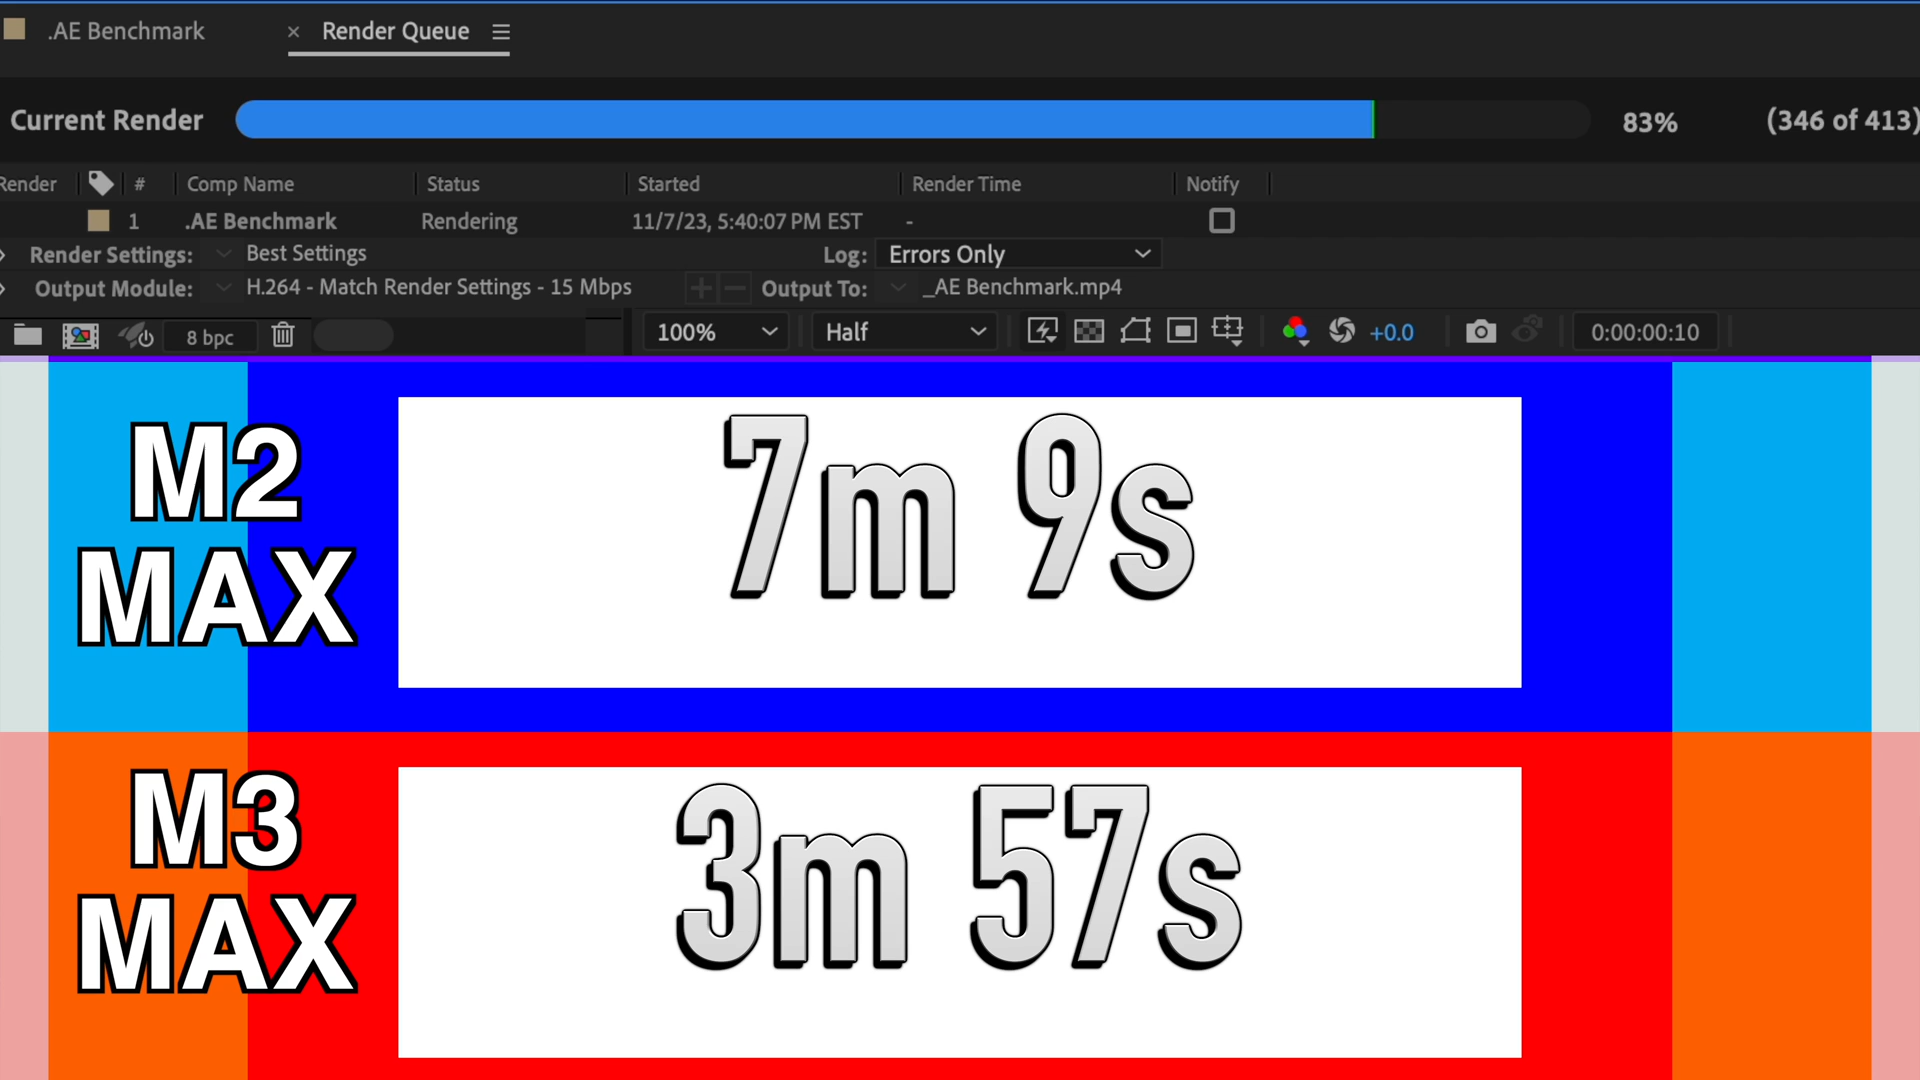 .AE Benchmark × Render Queue
Current Render 83% (346 of 413)
Render # Comp Name Status Started Render Time Notify
1 .AE Benchmark Rendering 11/7/23, 5:40:07 PM EST -
Render Settings: Best Settings Log: Errors Only
Output Module: H.264 - Match Render Settings - 15 Mbps + - Output To: _AE Benchmark.mp4
8 bpc 100% Half +0.0 0:00:00:10
M2
MAX
7m 9s
M3
MAX
3m 57s